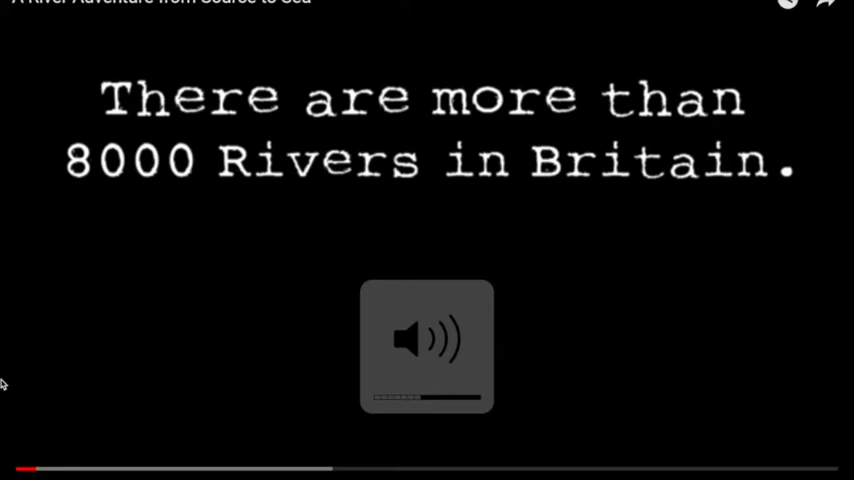 A River Adventure from Source to Sea
There are more than
8000 Rivers in Britain.